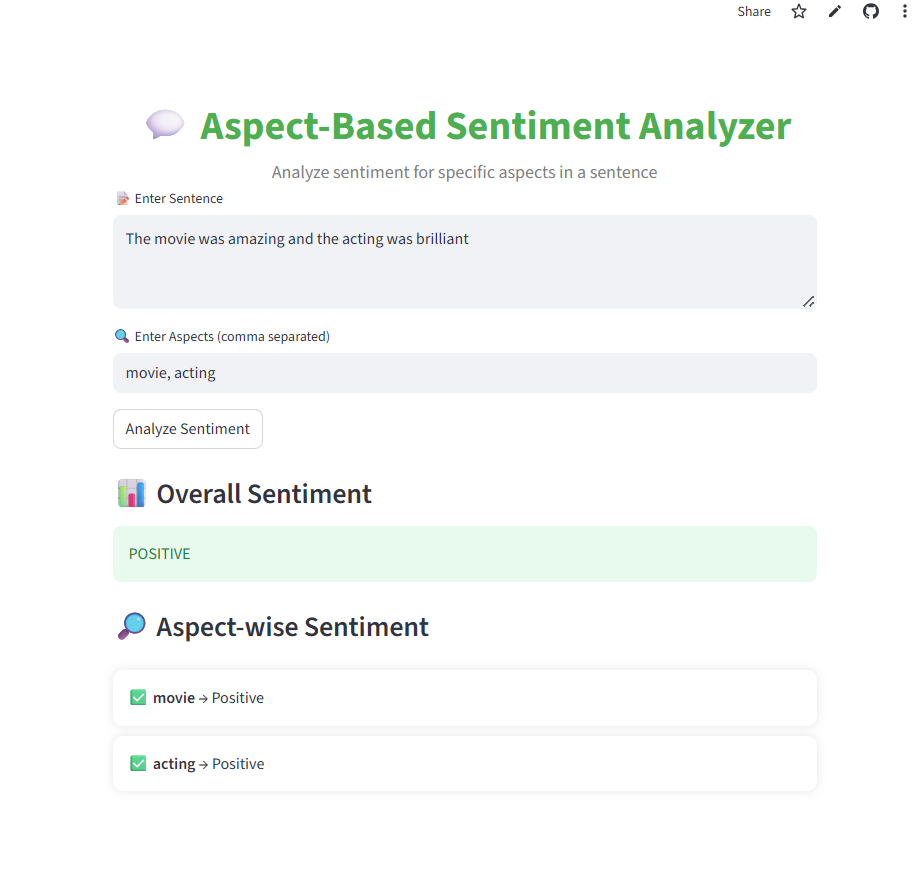 Share
Aspect-Based Sentiment Analyzer
Analyze sentiment for specific aspects in a sentence
Enter Sentence
The movie was amazing and the acting was brilliant
Enter Aspects (comma separated)
movie, acting
Analyze Sentiment
Overall Sentiment
POSITIVE
Aspect-wise Sentiment
movie → Positive
acting → Positive